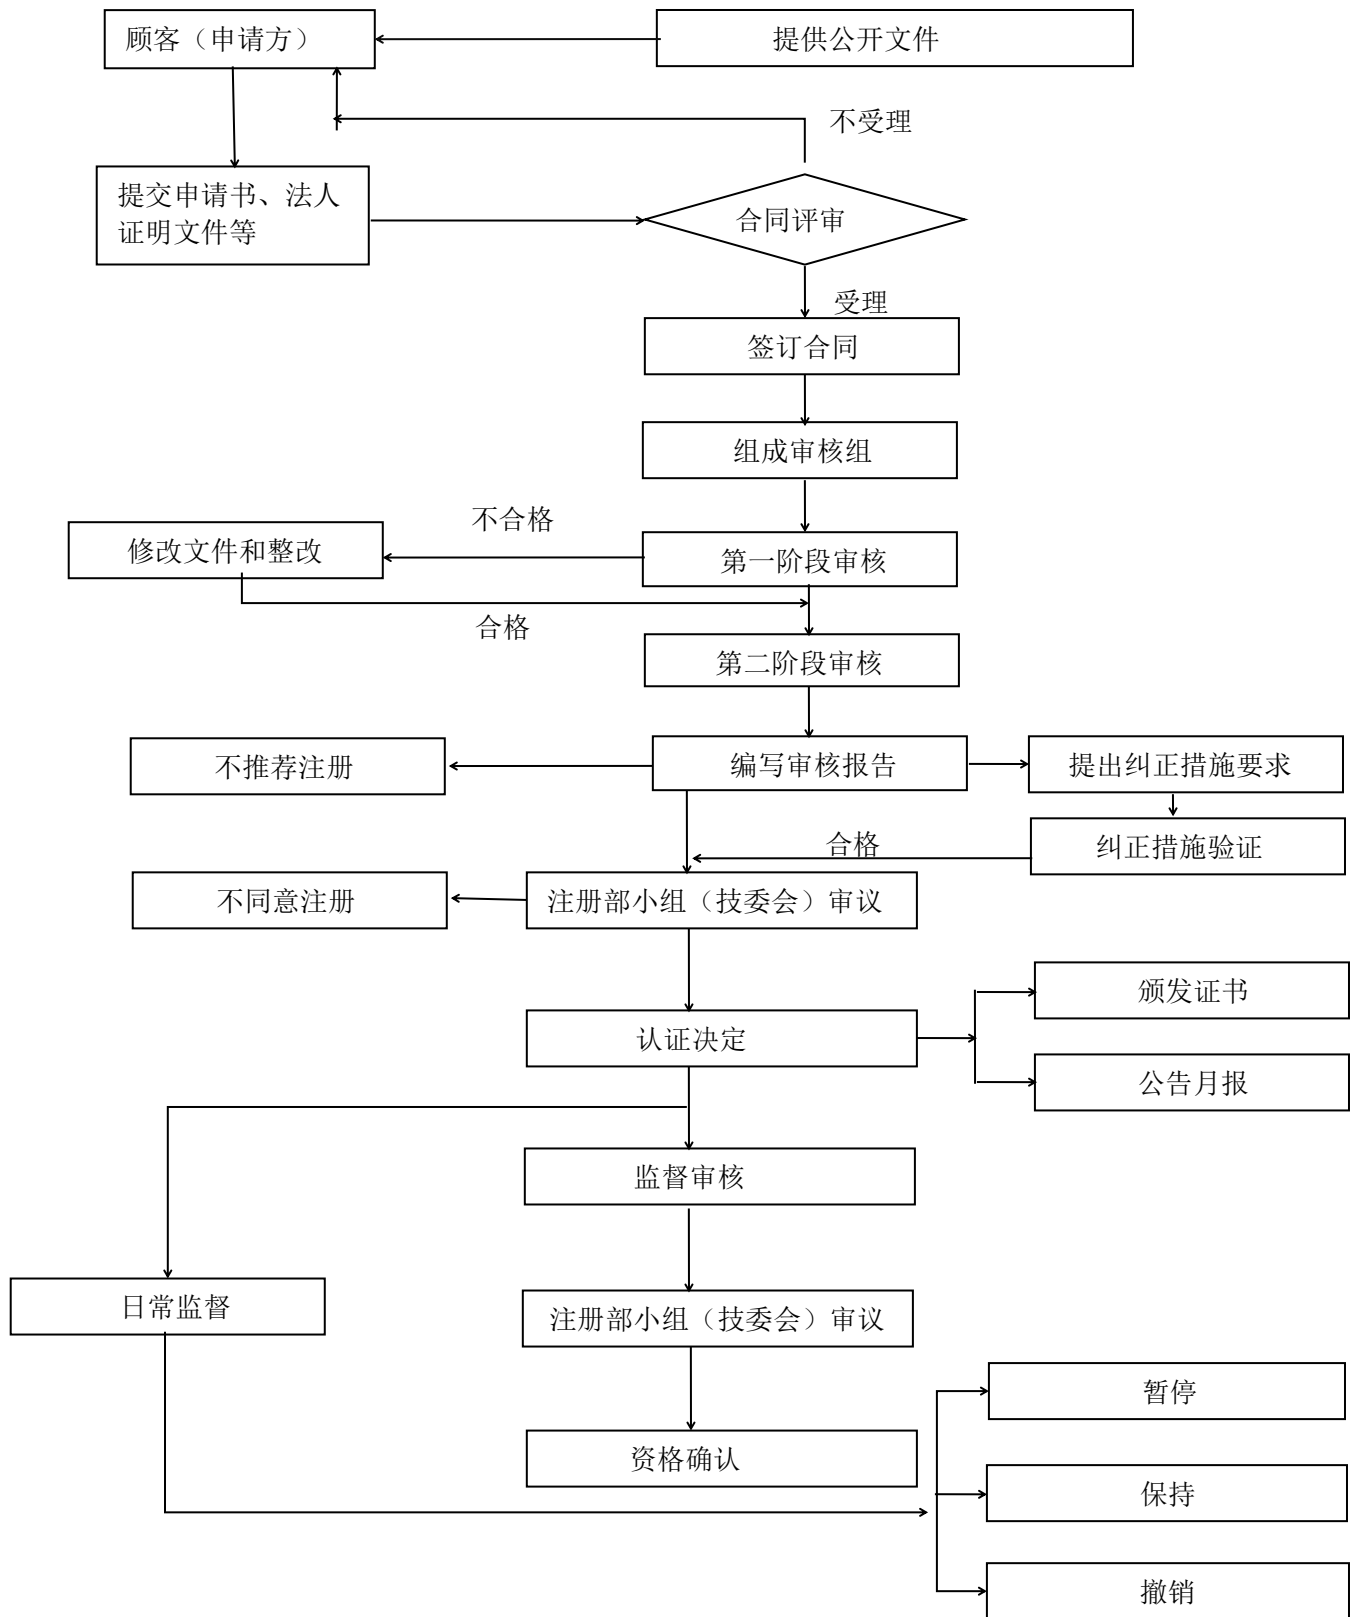 顾客（申请方）
提供公开文件
不受理
提交申请书、法人
证明文件等
合同评审
受理
签订合同
组成审核组
不合格
修改文件和整改
第一阶段审核
合格
第二阶段审核
不推荐注册
编写审核报告
提出纠正措施要求
合格
纠正措施验证
不同意注册
注册部小组（技委会）审议
颁发证书
认证决定
公告月报
监督审核
日常监督
注册部小组（技委会）审议
暂停
资格确认
保持
撤销